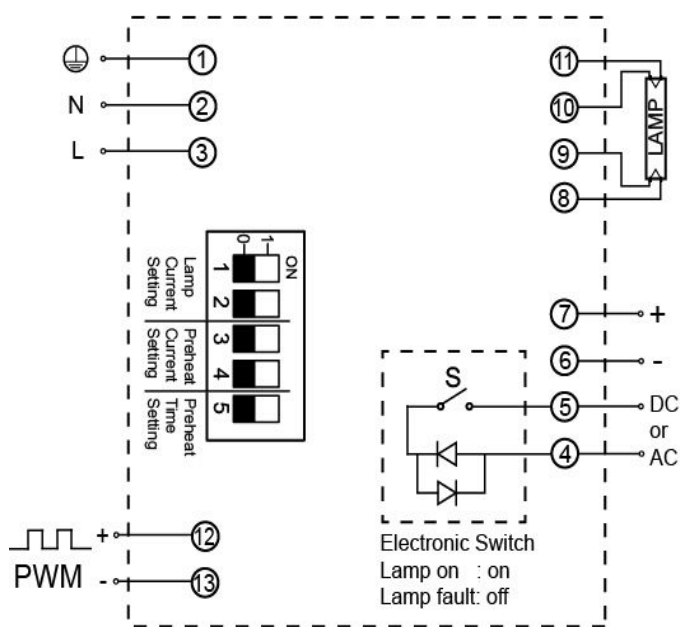 1
N 2
L 3
11
10
9
8
LAMP
0 1
ON
1
2
3
4
5
Lamp
Current
Setting
Preheat
Current
Setting
Preheat
Time
Setting
7 +
6 -
S
5 DC
or
4 AC
+ 12
PWM - 13
Electronic Switch
Lamp on : on
Lamp fault: off